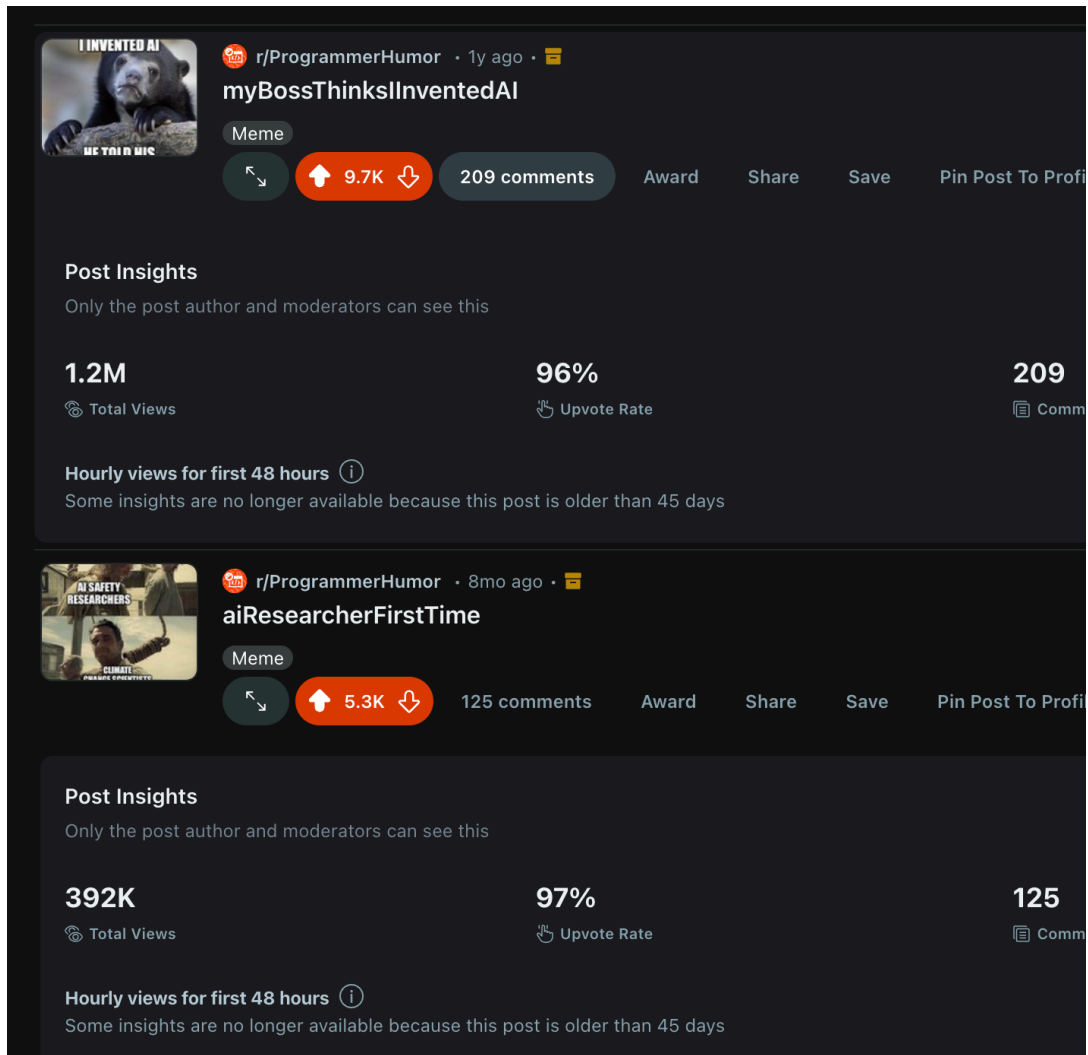 I INVENTED AI
HE TOLD HIS
r/ProgrammerHumor • 1y ago •
myBossThinksIInventedAI
Meme
9.7K 209 comments Award Share Save Pin Post To Profi
Post Insights
Only the post author and moderators can see this
1.2M 96% 209
Total Views Upvote Rate Comm
Hourly views for first 48 hours
Some insights are no longer available because this post is older than 45 days
AI SAFETY
RESEARCHERS
CLIMATE
CHANGE SCIENTISTS
r/ProgrammerHumor • 8mo ago •
aiResearcherFirstTime
Meme
5.3K 125 comments Award Share Save Pin Post To Profil
Post Insights
Only the post author and moderators can see this
392K 97% 125
Total Views Upvote Rate Comm
Hourly views for first 48 hours
Some insights are no longer available because this post is older than 45 days